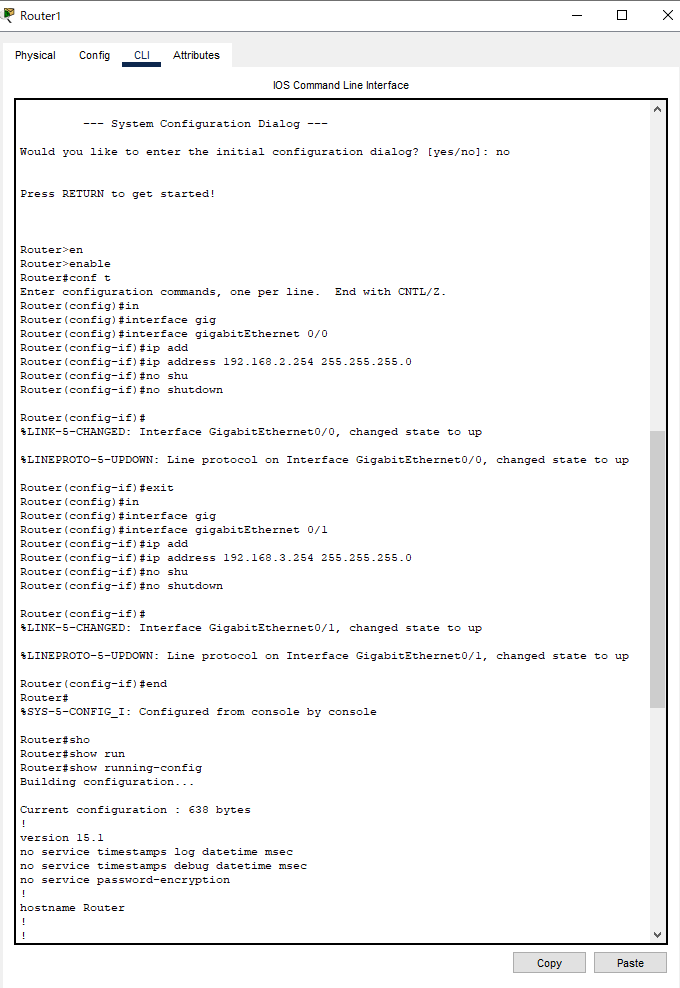 Router1
Physical Config CLI Attributes
IOS Command Line Interface
--- System Configuration Dialog ---
Would you like to enter the initial configuration dialog? [yes/no]: no
Press RETURN to get started!
Router>en
Router>enable
Router#conf t
Enter configuration commands, one per line.  End with CNTL/Z.
Router(config)#in
Router(config)#interface gig
Router(config)#interface gigabitEthernet 0/0
Router(config-if)#ip add
Router(config-if)#ip address 192.168.2.254 255.255.255.0
Router(config-if)#no shu
Router(config-if)#no shutdown
Router(config-if)#
%LINK-5-CHANGED: Interface GigabitEthernet0/0, changed state to up
%LINEPROTO-5-UPDOWN: Line protocol on Interface GigabitEthernet0/0, changed state to up
Router(config-if)#exit
Router(config)#in
Router(config)#interface gig
Router(config)#interface gigabitEthernet 0/1
Router(config-if)#ip add
Router(config-if)#ip address 192.168.3.254 255.255.255.0
Router(config-if)#no shu
Router(config-if)#no shutdown
Router(config-if)#
%LINK-5-CHANGED: Interface GigabitEthernet0/1, changed state to up
%LINEPROTO-5-UPDOWN: Line protocol on Interface GigabitEthernet0/1, changed state to up
Router(config-if)#end
Router#
%SYS-5-CONFIG_I: Configured from console by console
Router#sho
Router#show run
Router#show running-config
Building configuration...
Current configuration : 638 bytes
!
version 15.1
no service timestamps log datetime msec
no service timestamps debug datetime msec
no service password-encryption
!
hostname Router
!
!
Copy Paste